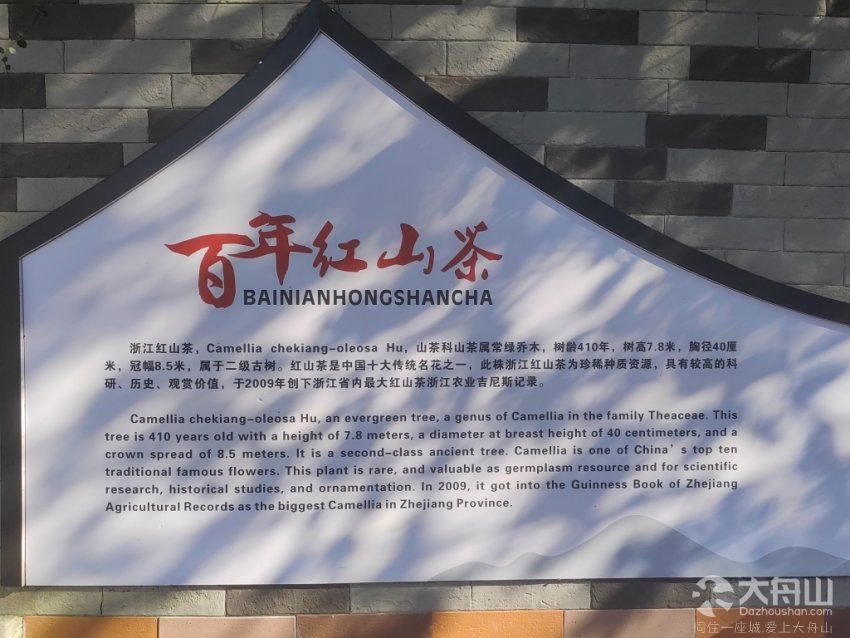 百年红山茶
BAINIANHONGSHANCHA
浙江红山茶，Camellia chekiang-oleosa Hu，山茶科山茶属常绿乔木，树龄410年，树高7.8米，胸径40厘
米，冠幅8.5米，属于二级古树。红山茶是中国十大传统名花之一，此株浙江红山茶为珍稀种质资源，具有较高的科
研、历史、观赏价值，于2009年创下浙江省内最大红山茶浙江农业吉尼斯记录。
Camellia chekiang-oleosa Hu, an evergreen tree, a genus of Camellia in the family Theaceae. This
tree is 410 years old with a height of 7.8 meters, a diameter at breast height of 40 centimeters, and a
crown spread of 8.5 meters. It is a second-class ancient tree. Camellia is one of China's top ten
traditional famous flowers. This plant is rare, and valuable as germplasm resource and for scientific
research, historical studies, and ornamentation. In 2009, it got into the Guinness Book of Zhejiang
Agricultural Records as the biggest Camellia in Zhejiang Province.
大舟山
Dazhoushan.com
同住一座城,爱上大舟山